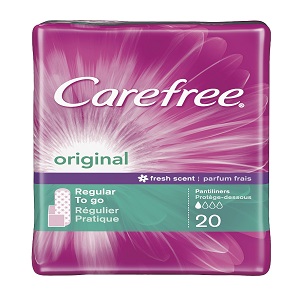 Carefree®
original
fresh scent : parfum frais
Regular
To go
Régulier
Pratique
Pantiliners
Protège-dessous
20